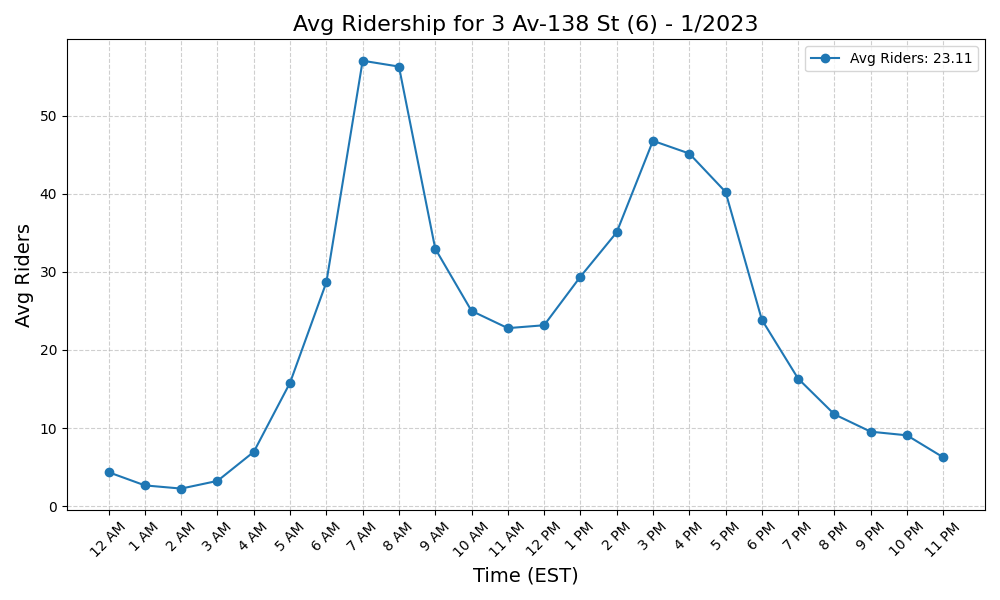 Avg Ridership for 3 Av-138 St (6) - 1/2023
Avg Riders: 23.11
Avg Riders
50
40
30
20
10
0
12 AM
1 AM
2 AM
3 AM
4 AM
5 AM
6 AM
7 AM
8 AM
9 AM
10 AM
11 AM
12 PM
1 PM
2 PM
3 PM
4 PM
5 PM
6 PM
7 PM
8 PM
9 PM
10 PM
11 PM
Time (EST)